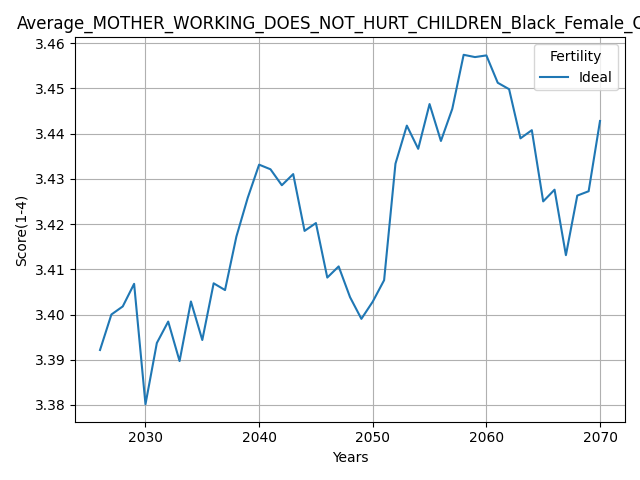 Average_MOTHER_WORKING_DOES_NOT_HURT_CHILDREN_Black_Female_C
3.46
Fertility
Ideal
3.45
3.44
3.43
3.42
3.41
3.40
3.39
3.38
Score(1-4)
2030 2040 2050 2060 2070
Years